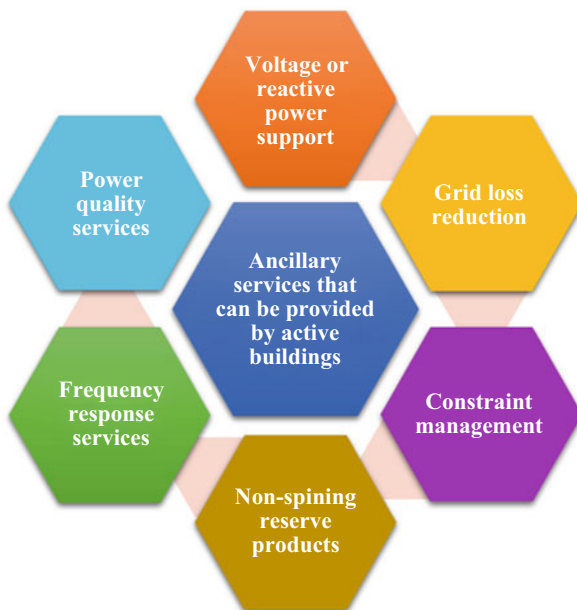 Voltage or
reactive
power
support
Power
quality
services
Grid loss
reduction
Ancillary
services that
can be provided
by active
buildings
Frequency
response
services
Constraint
management
Non-spining
reserve
products